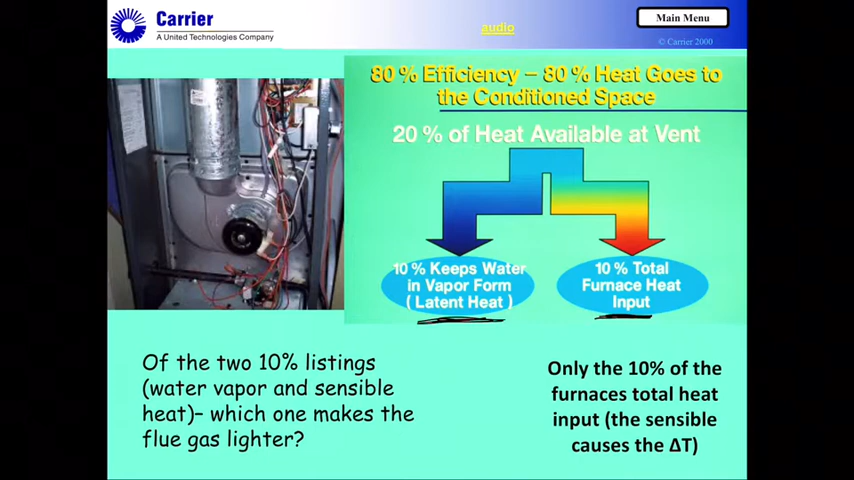 Carrier
A United Technologies Company
audio
Main Menu
© Carrier 2000
80 % Efficiency – 80 % Heat Goes to
the Conditioned Space
20 % of Heat Available at Vent
10 % Keeps Water
in Vapor Form
( Latent Heat )
10 % Total
Furnace Heat
Input
Of the two 10% listings
(water vapor and sensible
heat)– which one makes the
flue gas lighter?
Only the 10% of the
furnaces total heat
input (the sensible
causes the ΔT)